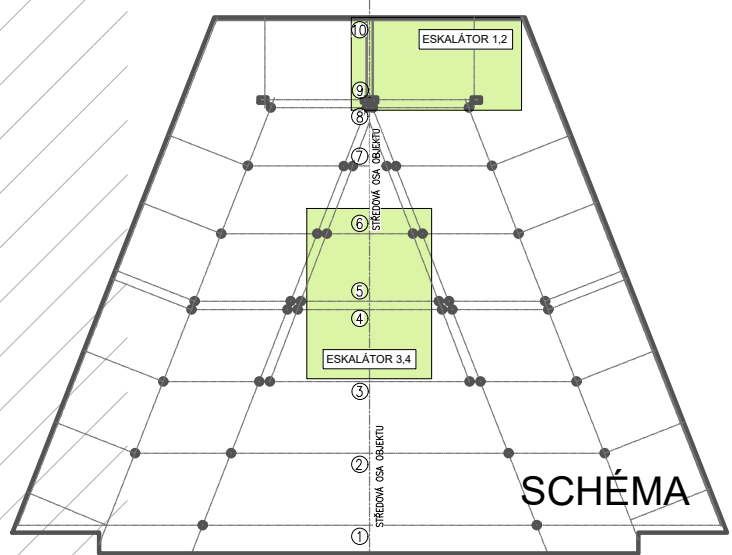 10
ESKALÁTOR 1,2
9
8
STŘEDOVÁ OSA OBJEKTU
7
6
5
4
ESKALÁTOR 3,4
3
STŘEDOVÁ OSA OBJEKTU
2
SCHÉMA
1